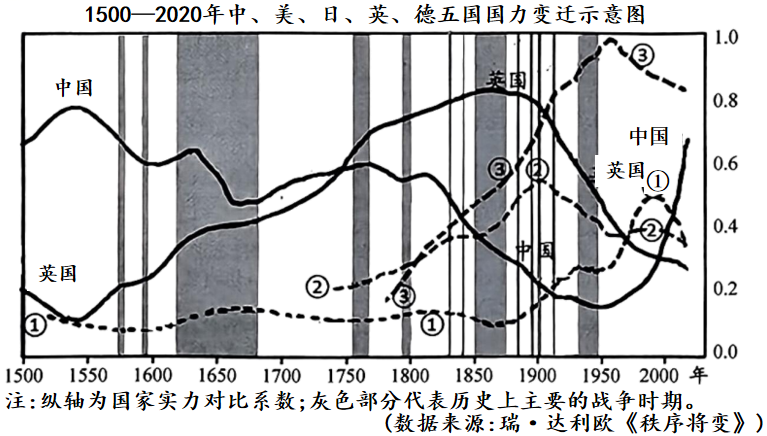 1500—2020年中、美、日、英、德五国国力变迁示意图
中国
英国
③
1.0
0.8
中国
0.6
英国
①
③
②
0.4
②
中国
英国
②
③
0.2
①
①
0.0
1500 1550 1600 1650 1700 1750 1800 1850 1900 1950 2000 年
注:纵轴为国家实力对比系数;灰色部分代表历史上主要的战争时期。
(数据来源:瑞·达利欧《秩序将变》)